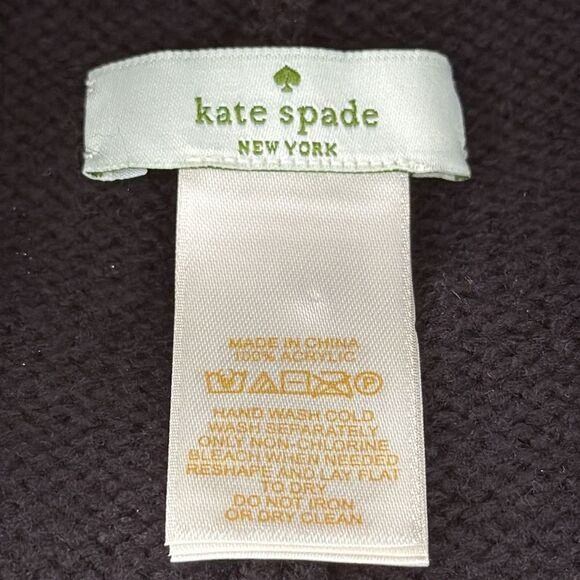 kate spade
NEW YORK
MADE IN CHINA
100% ACRYLIC
HAND WASH COLD
WASH SEPARATELY
ONLY NON-CHLORINE
BLEACH WHEN NEEDED
RESHAPE AND LAY FLAT
TO DRY
DO NOT IRON
OR DRY CLEAN